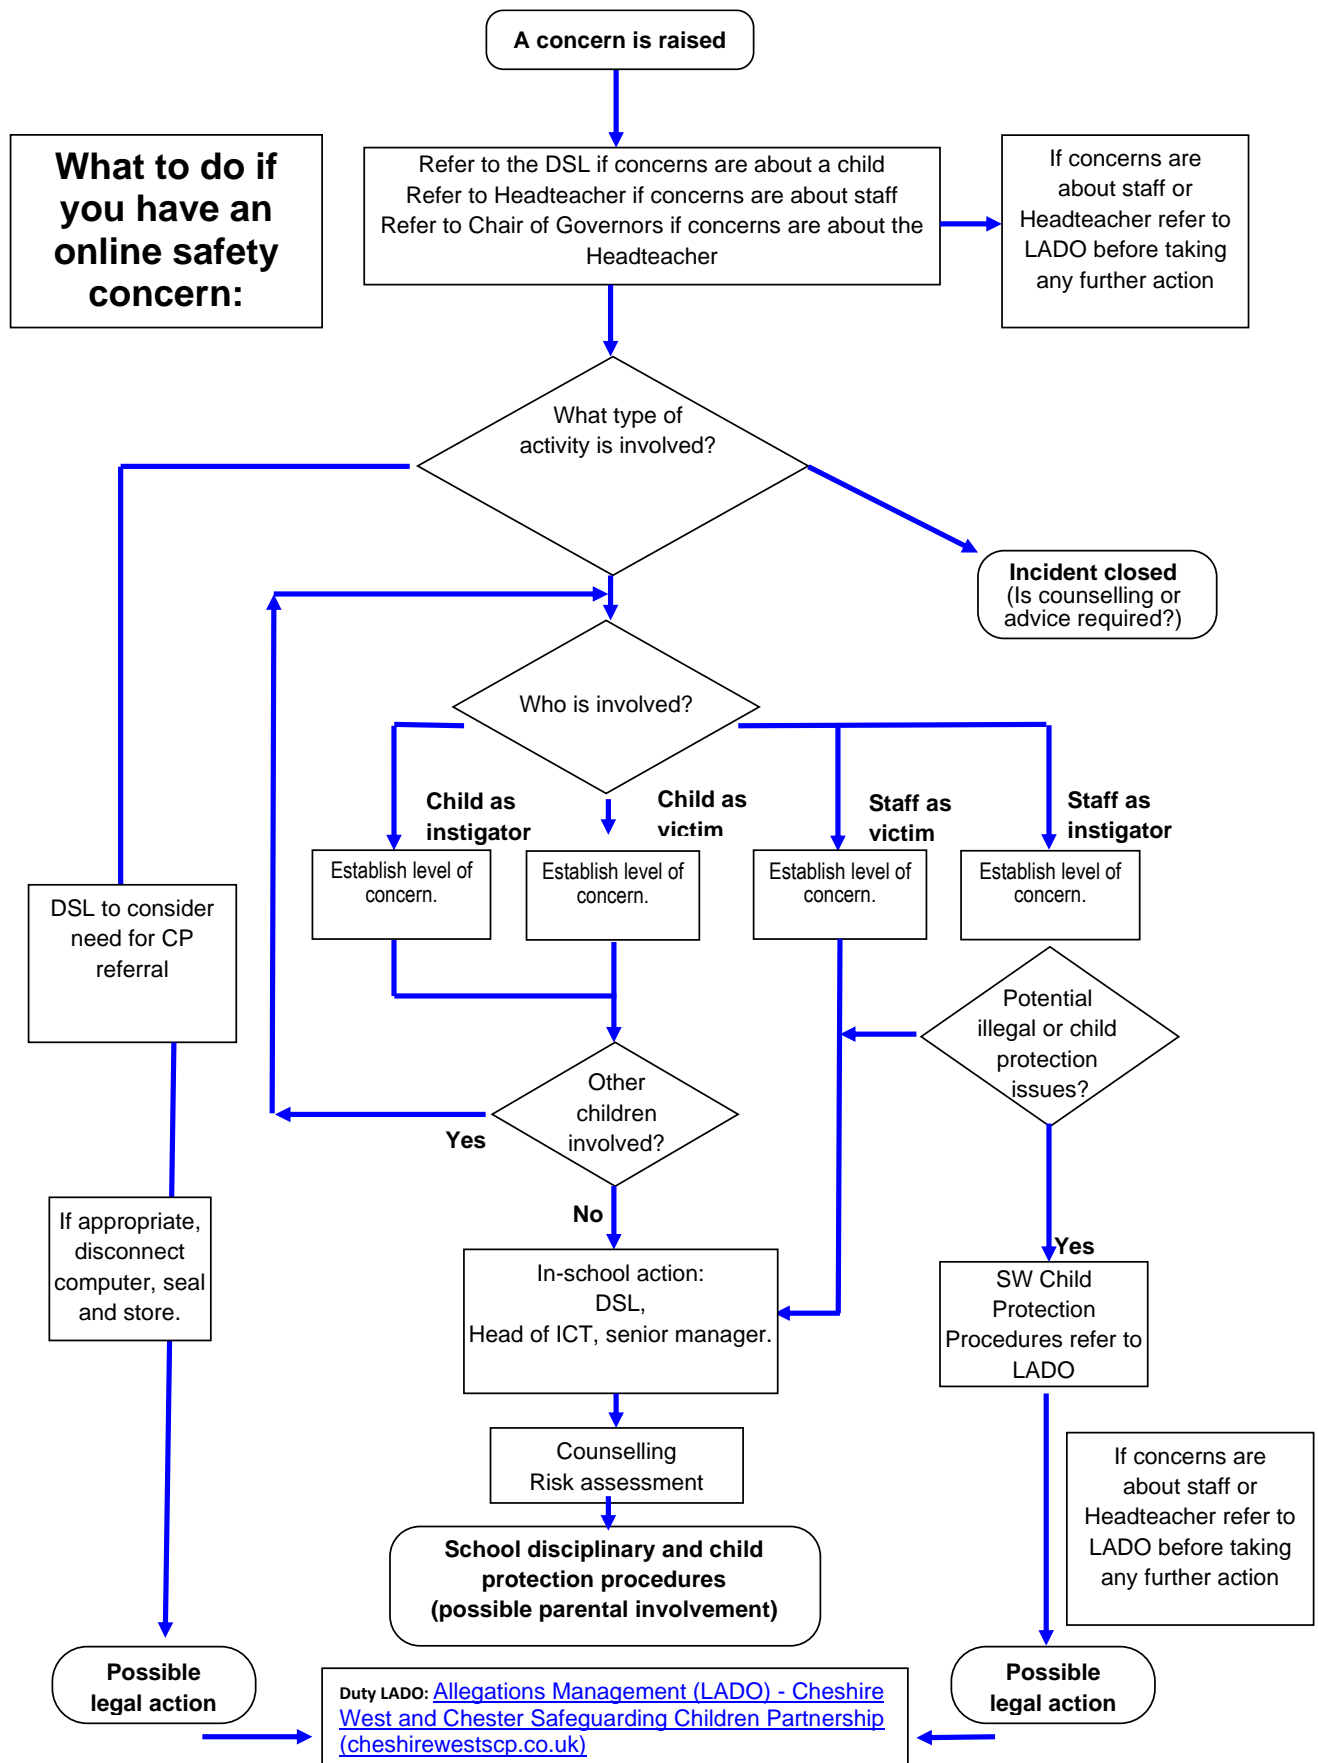 A concern is raised
What to do if
you have an
online safety
concern:
Refer to the DSL if concerns are about a child
Refer to Headteacher if concerns are about staff
Refer to Chair of Governors if concerns are about the
Headteacher
If concerns are
about staff or
Headteacher refer to
LADO before taking
any further action
What type of
activity is involved?
Incident closed
(Is counselling or
advice required?)
Who is involved?
Child as
instigator
Child as
victim
Staff as
victim
Staff as
instigator
Establish level of
concern.
Establish level of
concern.
Establish level of
concern.
Establish level of
concern.
DSL to consider
need for CP
referral
Potential
illegal or child
protection
issues?
Other
children
involved?
Yes
No
If appropriate,
disconnect
computer, seal
and store.
In-school action:
DSL,
Head of ICT, senior manager.
Yes
SW Child
Protection
Procedures refer to
LADO
Counselling
Risk assessment
If concerns are
about staff or
Headteacher refer to
LADO before taking
any further action
School disciplinary and child
protection procedures
(possible parental involvement)
Possible
legal action
Duty LADO: Allegations Management (LADO) - Cheshire
West and Chester Safeguarding Children Partnership
(cheshirewestscp.co.uk)
Possible
legal action